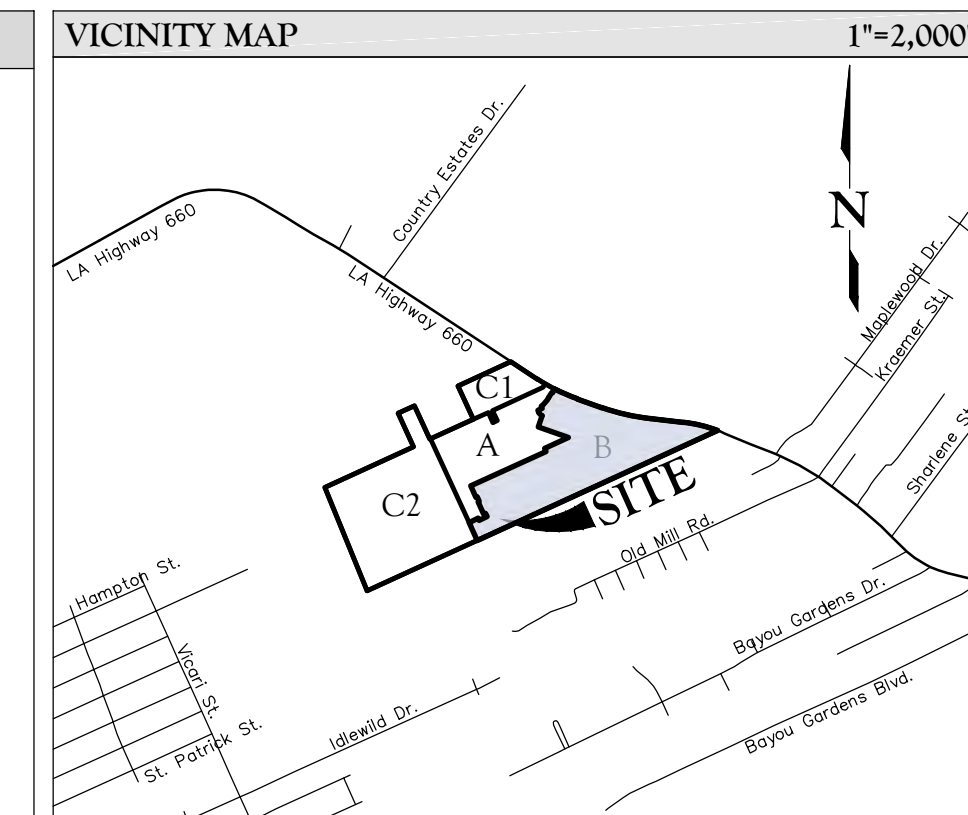 VICINITY MAP 1"=2,000'
Country Estates Dr.
LA Highway 660
LA Highway 660
N
Maplewood Dr.
Kraemer St.
Sharlene St.
C1
A
B
C2
SITE
Old Mill Rd.
Hampton St.
Vicari St.
Bayou Gardens Dr.
Idlewild Dr.
St. Patrick St.
Bayou Gardens Blvd.